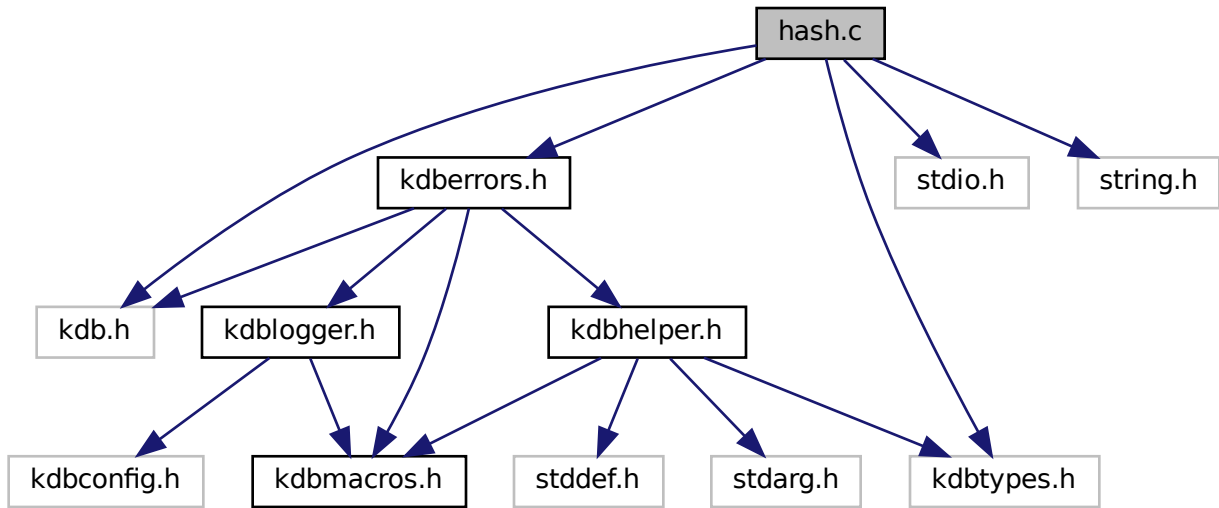 hash.c
kdberrors.h
stdio.h
string.h
kdb.h
kdblogger.h
kdbhelper.h
kdbconfig.h
kdbmacros.h
stddef.h
stdarg.h
kdbtypes.h